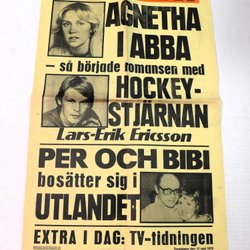 AGNETHA
I ABBA
– så började
romansen med
HOCKEY-
STJÄRNAN
Lars-Erik Ericsson
PER OCH BIBI
bosätter sig i
UTLANDET
EXTRA I DAG: TV-tidningen